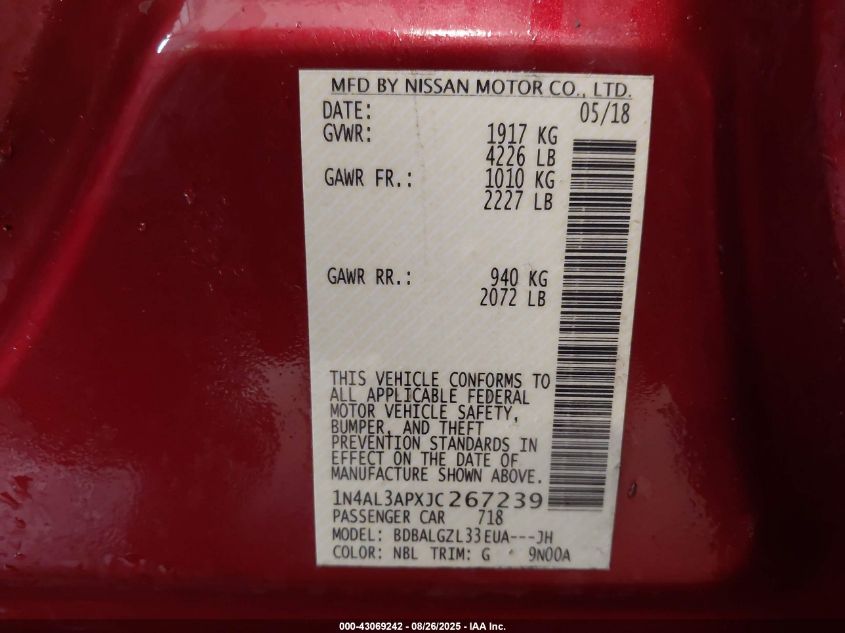 MFD BY NISSAN MOTOR CO., LTD.
DATE: 05/18
GVWR: 1917 KG
4226 LB
GAWR FR.: 1010 KG
2227 LB
GAWR RR.: 940 KG
2072 LB
THIS VEHICLE CONFORMS TO
ALL APPLICABLE FEDERAL
MOTOR VEHICLE SAFETY,
BUMPER, AND THEFT
PREVENTION STANDARDS IN
EFFECT ON THE DATE OF
MANUFACTURE SHOWN ABOVE.
1N4AL3APXJC267239
PASSENGER CAR 718
MODEL: BDBALGZL33EUA---JH
COLOR: NBL TRIM: G 9N00A
000-43069242 - 08/26/2025 - IAA Inc.